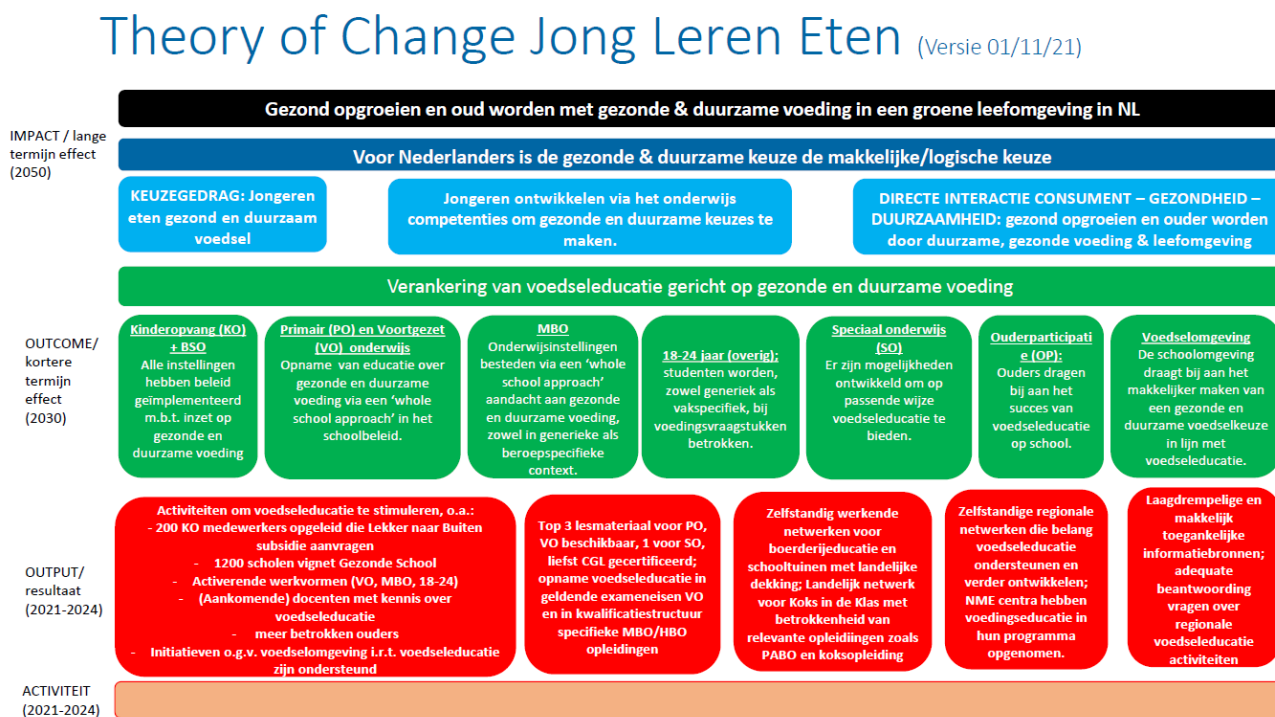 Theory of Change Jong Leren Eten (Versie 01/11/21)
IMPACT / lange
termijn effect
(2050)
Gezond opgroeien en oud worden met gezonde & duurzame voeding in een groene leefomgeving in NL
Voor Nederlanders is de gezonde & duurzame keuze de makkelijke/logische keuze
KEUZEGEDRAG: Jongeren
eten gezond en duurzaam
voedsel
Jongeren ontwikkelen via het onderwijs
competenties om gezonde en duurzame keuzes te
maken.
DIRECTE INTERACTIE CONSUMENT – GEZONDHEID –
DUURZAAMHEID: gezond opgroeien en ouder worden
door duurzame, gezonde voeding & leefomgeving
Verankering van voedseleducatie gericht op gezonde en duurzame voeding
OUTCOME/
kortere
termijn
effect
(2030)
Kinderopvang (KO)
+ BSO
Alle instellingen
hebben beleid
geïmplementeerd
m.b.t. inzet op
gezonde en
duurzame voeding
Primair (PO) en Voortgezet
(VO) onderwijs
Opname van educatie over
gezonde en duurzame
voeding via een ‘whole
school approach’ in het
schoolbeleid.
MBO
Onderwijsinstellingen
besteden via een ‘whole
school approach’
aandacht aan gezonde
en duurzame voeding,
zowel in generieke als
beroepspecifieke
context.
18-24 jaar (overig);
studenten worden,
zowel generiek als
vakspecifiek, bij
voedingsvraagstukken
betrokken.
Speciaal onderwijs
(SO)
Er zijn mogelijkheden
ontwikkeld om op
passende wijze
voedseleducatie te
bieden.
Ouderparticipati
e (OP):
Ouders dragen
bij aan het
succes van
voedseleducatie
op school.
Voedselomgeving
De schoolomgeving
draagt bij aan het
makkelijker maken van
een gezonde en
duurzame voedselkeuze
in lijn met
voedseleducatie.
OUTPUT/
resultaat
(2021-2024)
Activiteiten om voedseleducatie te stimuleren, o.a.:
- 200 KO medewerkers opgeleid die Lekker naar Buiten
subsidie aanvragen
- 1200 scholen vignet Gezonde School
- Activerende werkvormen (VO, MBO, 18-24)
- (Aankomende) docenten met kennis over
voedseleducatie
- meer betrokken ouders
- Initiatieven o.g.v. voedselomgeving i.r.t. voedseleducatie
zijn ondersteund
Top 3 lesmateriaal voor PO,
VO beschikbaar, 1 voor SO,
liefst CGL gecertificeerd;
opname voedseleducatie in
geldende exameneisen VO
en in kwalificatiestructuur
specifieke MBO/HBO
opleidingen
Zelfstandig werkende
netwerken voor
boerderijeducatie en
schooltuinen met landelijke
dekking; Landelijk netwerk
voor Koks in de Klas met
betrokkenheid van
relevante opleidiingen zoals
PABO en koksopleiding
Zelfstandige regionale
netwerken die belang
voedseleducatie
ondersteunen en
verder ontwikkelen;
NME centra hebben
voedingseducatie in
hun programma
opgenomen.
Laagdrempelige en
makkelijk
toegankelijke
informatiebronnen;
adequate
beantwoording
vragen over
regionale
voedseleducatie
activiteiten
ACTIVITEIT
(2021-2024)